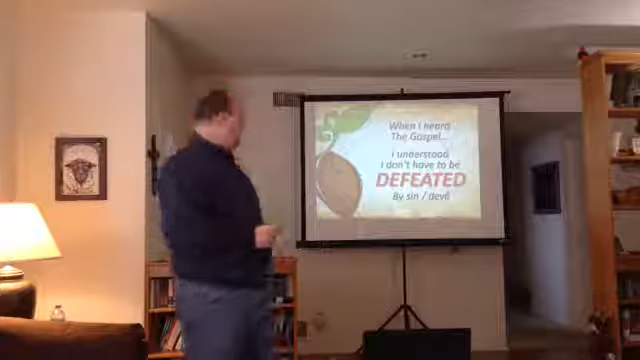 When I heard
The Gospel...
I understood
I don't have to be
DEFEATED
By sin / devil